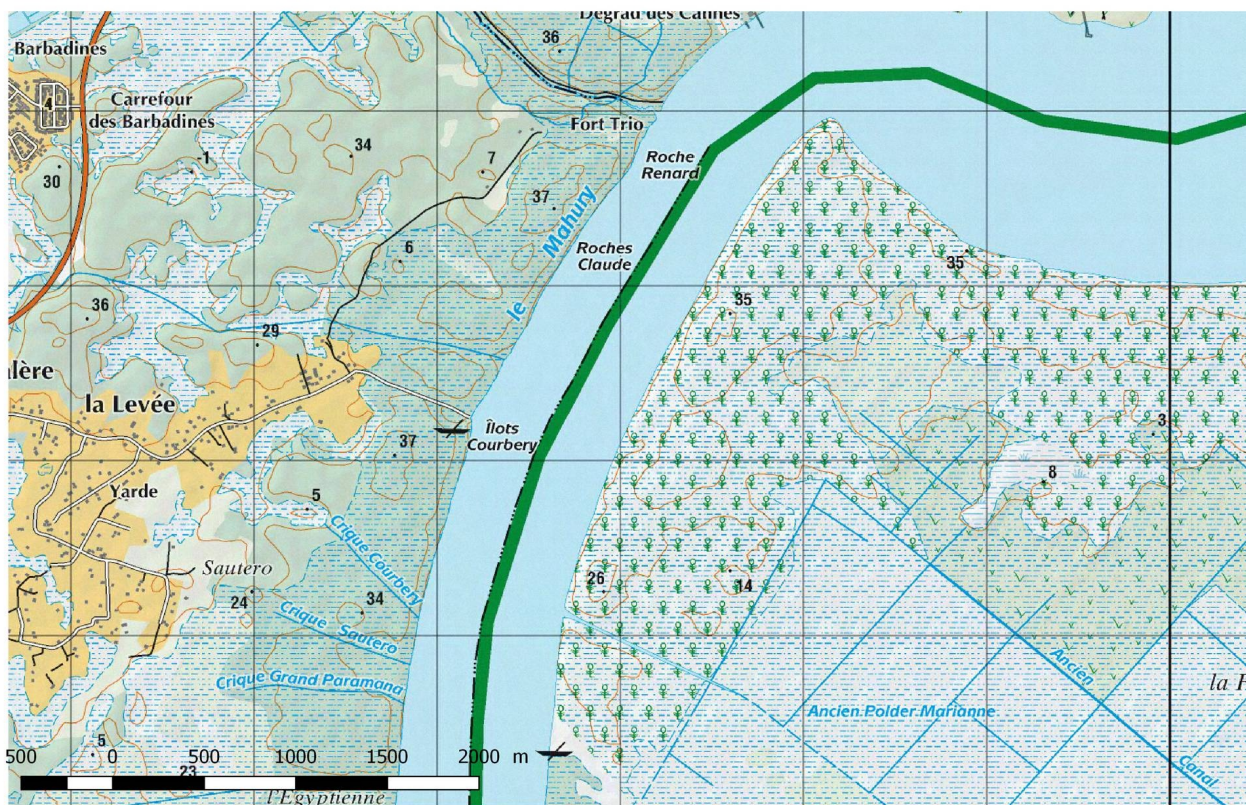 Dégrad des Cannes
Barbadines
36
4
Carrefour
des Barbadines
Fort Trio
-1
34
7
Roche
Renard
30
37
le Mahury
6
Roches
Claude
35
36
35
29
la Levée
Îlots
Courbery
37
3
8
Yarde
5
Crique Courbery
Sautero
26
14
24
34
Crique Sautero
Ancien
Crique Grand Paramana
Ancien Polder Marianne
5
500 0 500 1000 1500 2000 m
23
Canal
l'Egyptienne